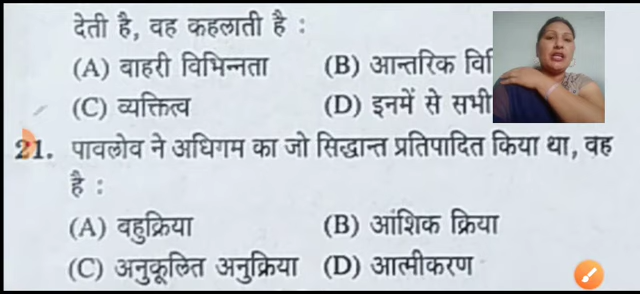 देती है, वह कहलाती है :
(A) बाहरी विभिन्नता (B) आन्तरिक
(C) व्यक्तित्व (D) इनमें से सभी
21. पावलोव ने अधिगम का जो सिद्धान्त प्रतिपादित किया था, वह
है :
(A) बहुक्रिया (B) आंशिक क्रिया
(C) अनुकूलित अनुक्रिया (D) आत्मीकरण